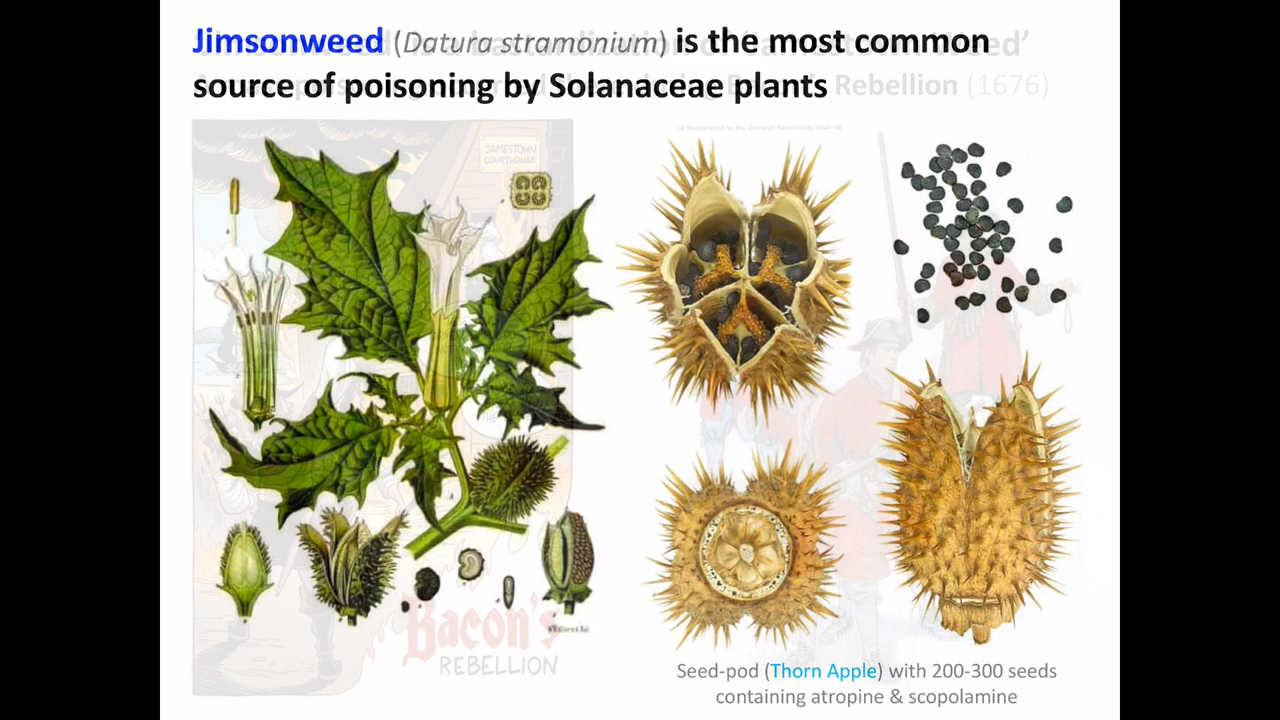 Jimsonweed (Datura stramonium) is the most common
source of poisoning by Solanaceae plants
Rebellion (1676)
JAMESTOWN
COURTHOUSE
Bacon's
REBELLION
Seed-pod (Thorn Apple) with 200-300 seeds
containing atropine & scopolamine